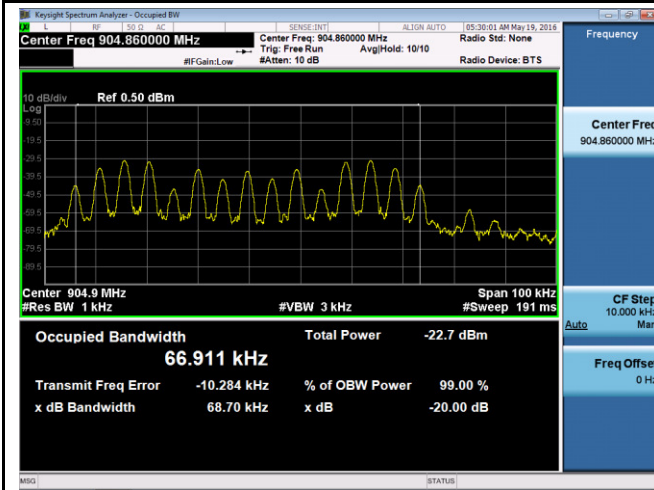 Keysight Spectrum Analyzer - Occupied BW
L RF 50 Ω AC SENSE:INT ALIGN AUTO 05:30:01 AM May 19, 2016
Center Freq 904.860000 MHz
Center Freq: 904.860000 MHz
Radio Std: None
Trig: Free Run Avg|Hold: 10/10
#IFGain:Low #Atten: 10 dB Radio Device: BTS
Frequency
10 dB/div Ref 0.50 dBm
Log
-9.50
-19.5
-29.5
-39.5
-49.5
-59.5
-69.5
-79.5
-89.5
Center Freq
904.860000 MHz
Center 904.9 MHz Span 100 kHz
#Res BW 1 kHz #VBW 3 kHz #Sweep 191 ms
CF Step
10.000 kHz
Auto Man
Occupied Bandwidth Total Power -22.7 dBm
66.911 kHz
Transmit Freq Error -10.284 kHz % of OBW Power 99.00 %
x dB Bandwidth 68.70 kHz x dB -20.00 dB
Freq Offset
0 Hz
MSG STATUS